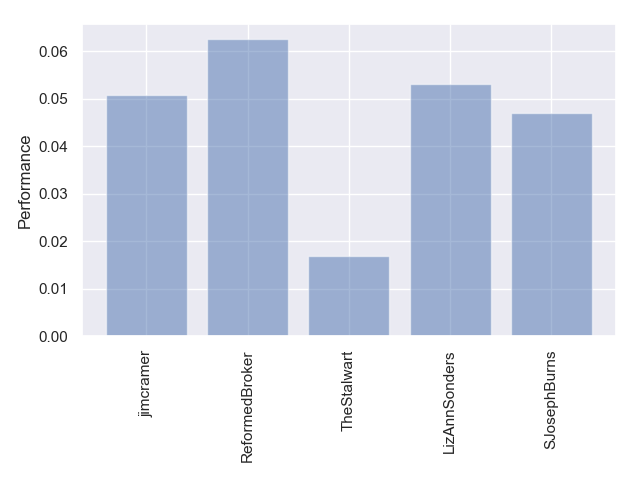 0.06
0.05
0.04
0.03
0.02
0.01
0.00
Performance
jimcramer
ReformedBroker
TheStalwart
LizAnnSonders
SJosephBurns